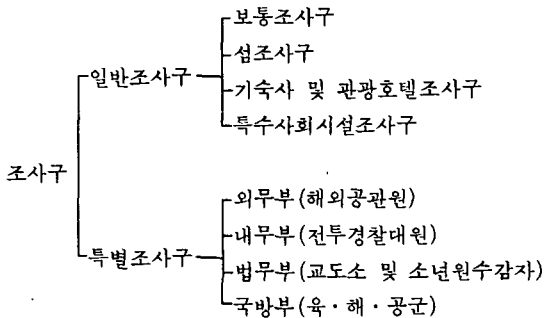 보통조사구
섬조사구
일반조사구
기숙사 및 관광호텔조사구
특수사회시설조사구
조사구
외무부(해외공관원)
내무부(전투경찰대원)
특별조사구
법무부(교도소 및 소년원수감자)
국방부(육·해·공군)